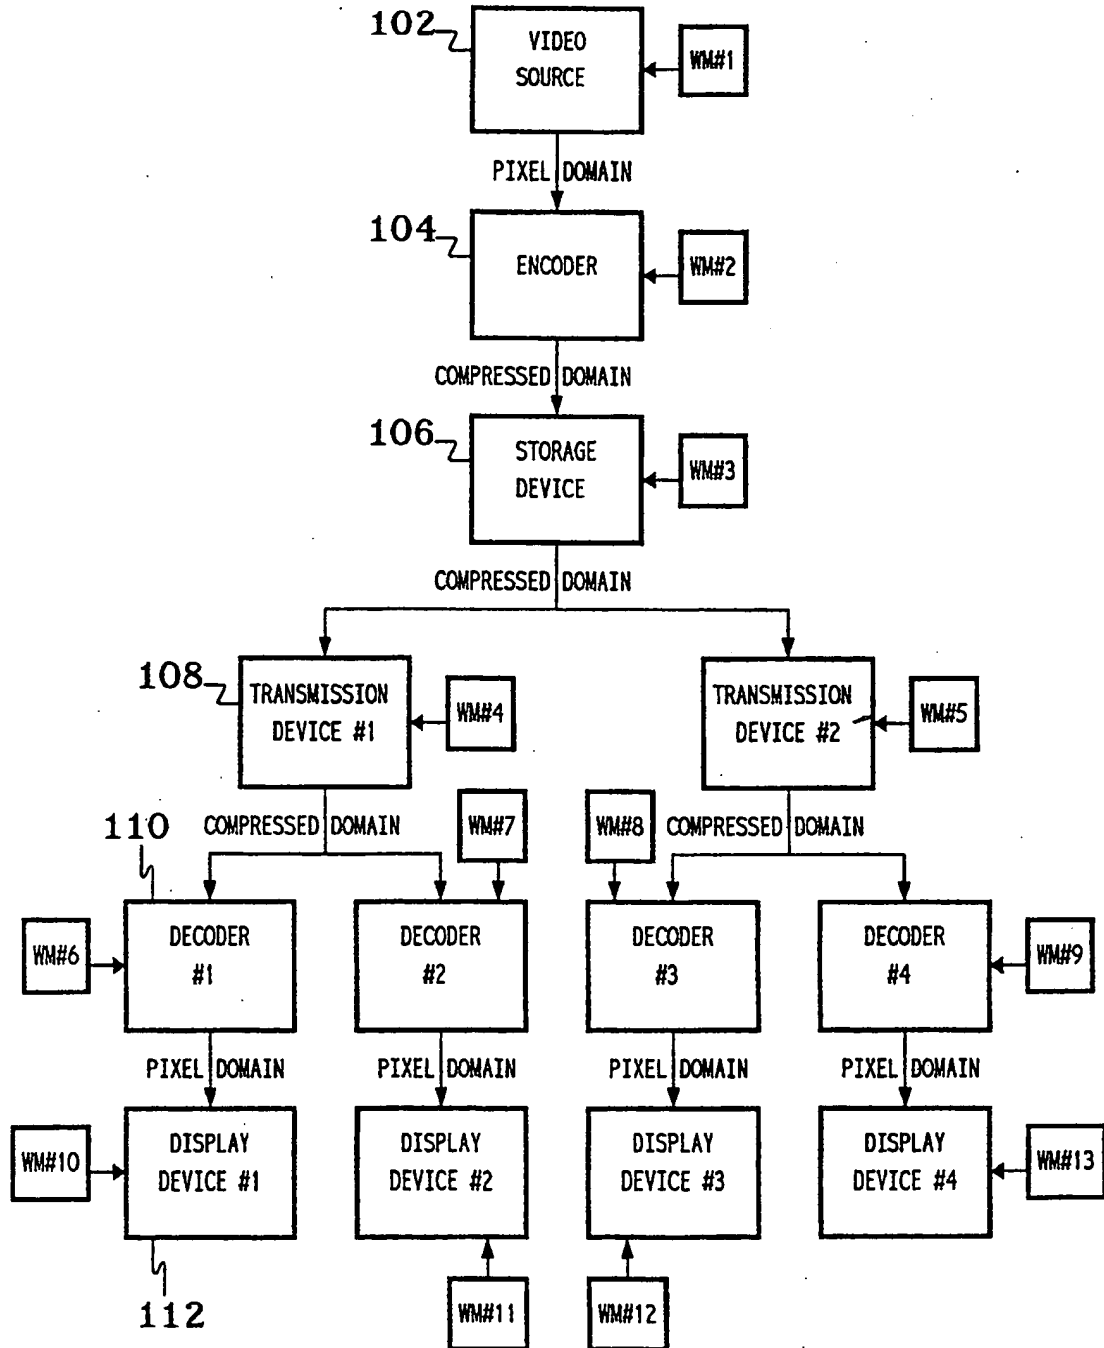 102
VIDEO
SOURCE
WM#1
PIXEL DOMAIN
104
ENCODER
WM#2
COMPRESSED DOMAIN
106
STORAGE
DEVICE
WM#3
COMPRESSED DOMAIN
108
TRANSMISSION
DEVICE #1
WM#4
TRANSMISSION
DEVICE #2
WM#5
110
COMPRESSED DOMAIN
WM#7
WM#8
COMPRESSED DOMAIN
WM#6
DECODER
#1
DECODER
#2
DECODER
#3
DECODER
#4
WM#9
PIXEL DOMAIN
PIXEL DOMAIN
PIXEL DOMAIN
PIXEL DOMAIN
WM#10
DISPLAY
DEVICE #1
DISPLAY
DEVICE #2
DISPLAY
DEVICE #3
DISPLAY
DEVICE #4
WM#13
112
WM#11
WM#12